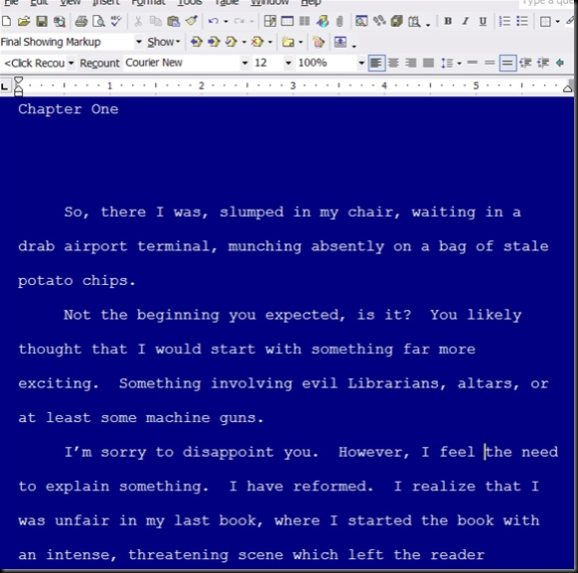 File Edit View Insert Format Tools Table Window Help
Final Showing Markup Show
<Click Recou Recount Courier New 12 100%
1 2 3 4 5
Chapter One
So, there I was, slumped in my chair, waiting in a
drab airport terminal, munching absently on a bag of stale
potato chips.
Not the beginning you expected, is it?  You likely
thought that I would start with something far more
exciting.  Something involving evil Librarians, altars, or
at least some machine guns.
I’m sorry to disappoint you.  However, I feel the need
to explain something.  I have reformed.  I realize that I
was unfair in my last book, where I started the book with
an intense, threatening scene which left the reader